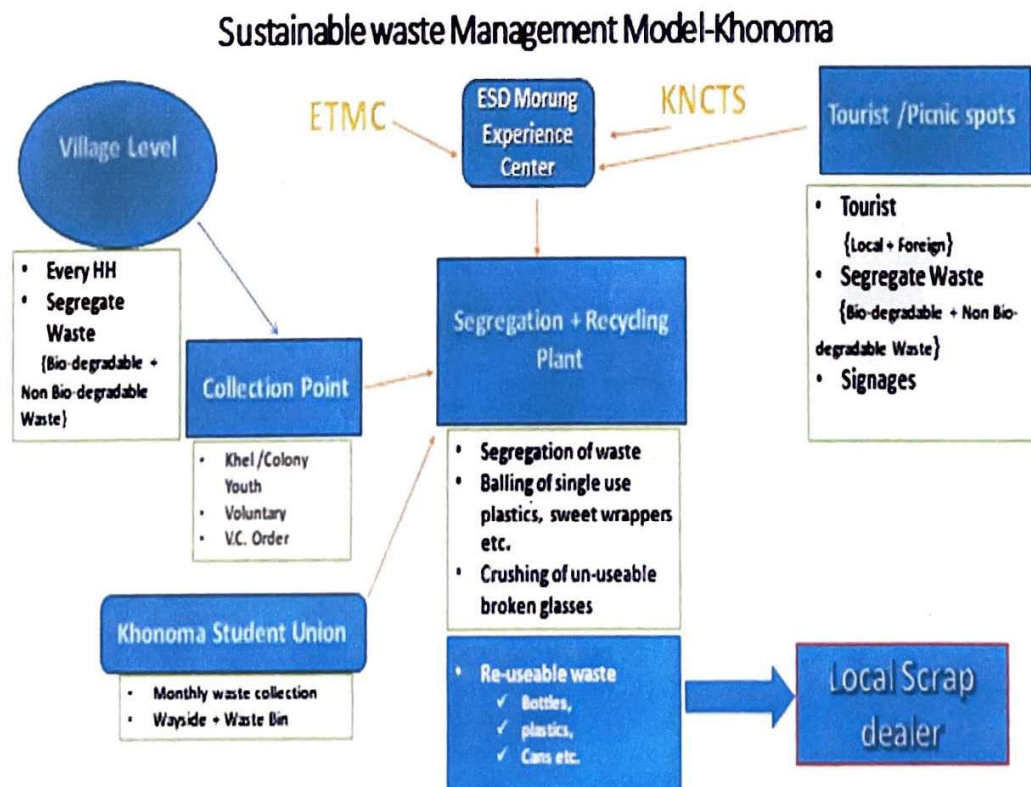 Sustainable waste Management Model-Khonoma
Village Level
• Every HH
• Segregate
Waste
{Bio-degradable +
Non Bio-degradable
Waste}
ETMC
ESD Morung
Experience
Center
KNCTS
Tourist /Picnic spots
• Tourist
{Local + Foreign}
• Segregate Waste
{Bio-degradable + Non Bio-
degradable Waste}
• Signages
Collection Point
• Khel /Colony
Youth
• Voluntary
• V.C. Order
Segregation + Recycling
Plant
• Segregation of waste
• Balling of single use
plastics, sweet wrappers
etc.
• Crushing of un-useable
broken glasses
Khonoma Student Union
• Monthly waste collection
• Wayside + Waste Bin
• Re-useable waste
✓ Bottles,
✓ plastics,
✓ Cans etc.
Local Scrap
dealer